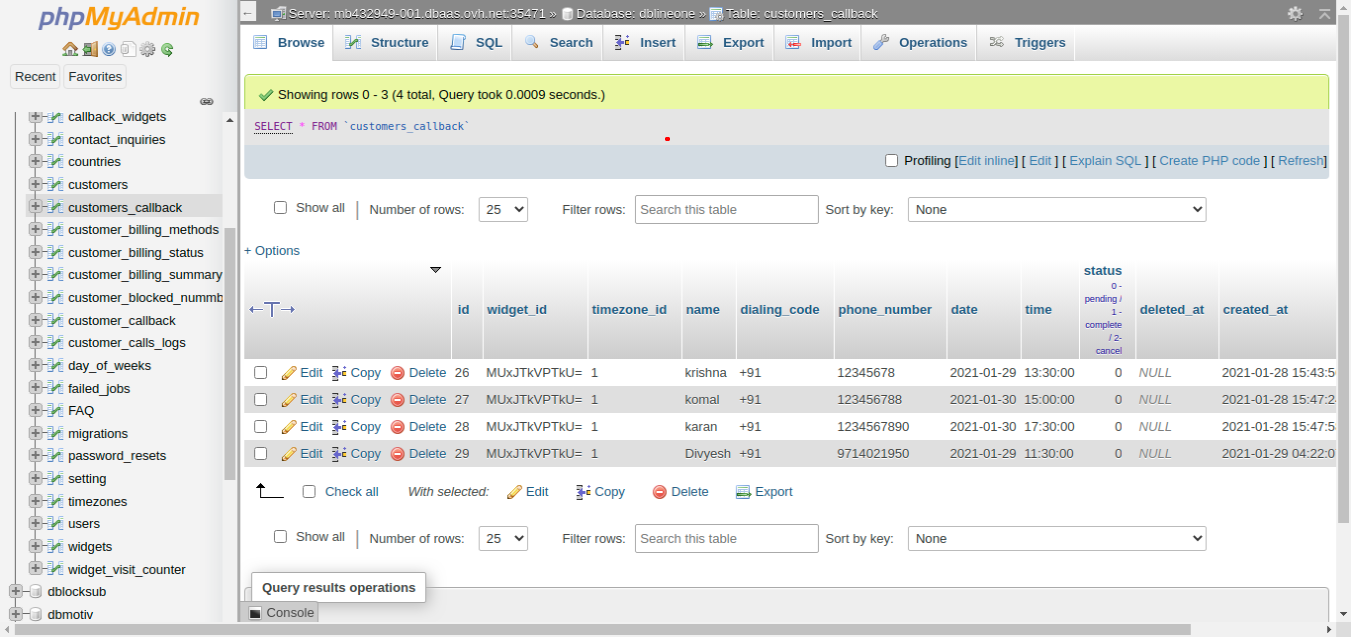 phpMyAdmin
Recent Favorites
callback_widgets
contact_inquiries
countries
customers
customers_callback
customer_billing_methods
customer_billing_status
customer_billing_summary
customer_blocked_nummb
customer_callback
customer_calls_logs
day_of_weeks
failed_jobs
FAQ
migrations
password_resets
setting
timezones
users
widgets
widget_visit_counter
dblocksub
dbmotiv
Server: mb432949-001.dbaas.ovh.net:35471 » Database: dblineone » Table: customers_callback
Browse Structure SQL Search Insert Export Import Operations Triggers
Showing rows 0 - 3 (4 total, Query took 0.0009 seconds.)
SELECT * FROM `customers_callback`
Profiling [Edit inline] [ Edit ] [ Explain SQL ] [ Create PHP code ] [ Refresh]
Show all | Number of rows: 25 Filter rows: Search this table Sort by key: None
+ Options
id widget_id timezone_id name dialing_code phone_number date time status deleted_at created_at
0 -
pending /
1 -
complete
/ 2-
cancel
Edit Copy Delete 26 MUxJTkVPTkU= 1 krishna +91 12345678 2021-01-29 13:30:00 0 NULL 2021-01-28 15:43:5
Edit Copy Delete 27 MUxJTkVPTkU= 1 komal +91 123456788 2021-01-30 15:00:00 0 NULL 2021-01-28 15:47:2
Edit Copy Delete 28 MUxJTkVPTkU= 1 karan +91 1234567890 2021-01-30 17:30:00 0 NULL 2021-01-28 15:47:5
Edit Copy Delete 29 MUxJTkVPTkU= 1 Divyesh +91 9714021950 2021-01-29 11:30:00 0 NULL 2021-01-29 04:22:0
Check all With selected: Edit Copy Delete Export
Show all | Number of rows: 25 Filter rows: Search this table Sort by key: None
Query results operations
Console